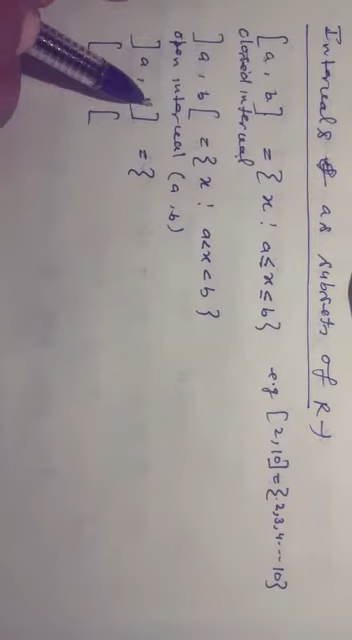 Intervals as subsets of R →
[a, b] = { x : a ≤ x ≤ b} e.g [2, 10] = {2,3,4....10}
closed interval
]a, b[ = { x : a < x < b }
open interval (a, b)
]a, ] = {
[ [